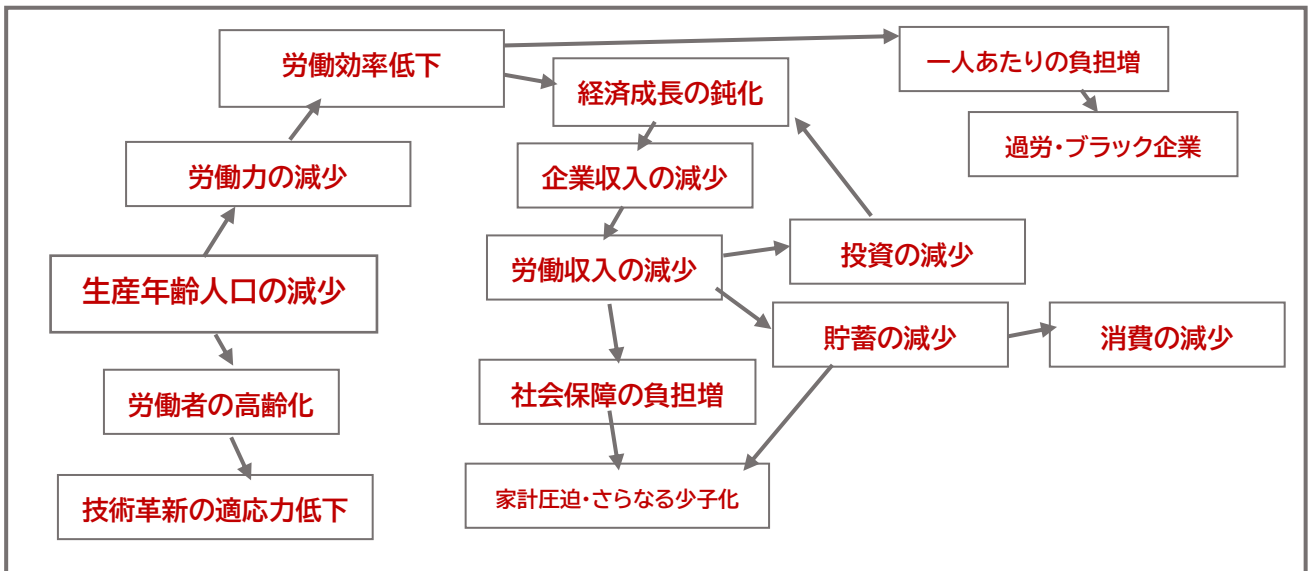 労働効率低下
一人あたりの負担増
経済成長の鈍化
過労・ブラック企業
労働力の減少
企業収入の減少
投資の減少
労働収入の減少
生産年齢人口の減少
貯蓄の減少
消費の減少
社会保障の負担増
労働者の高齢化
家計圧迫・さらなる少子化
技術革新の適応力低下